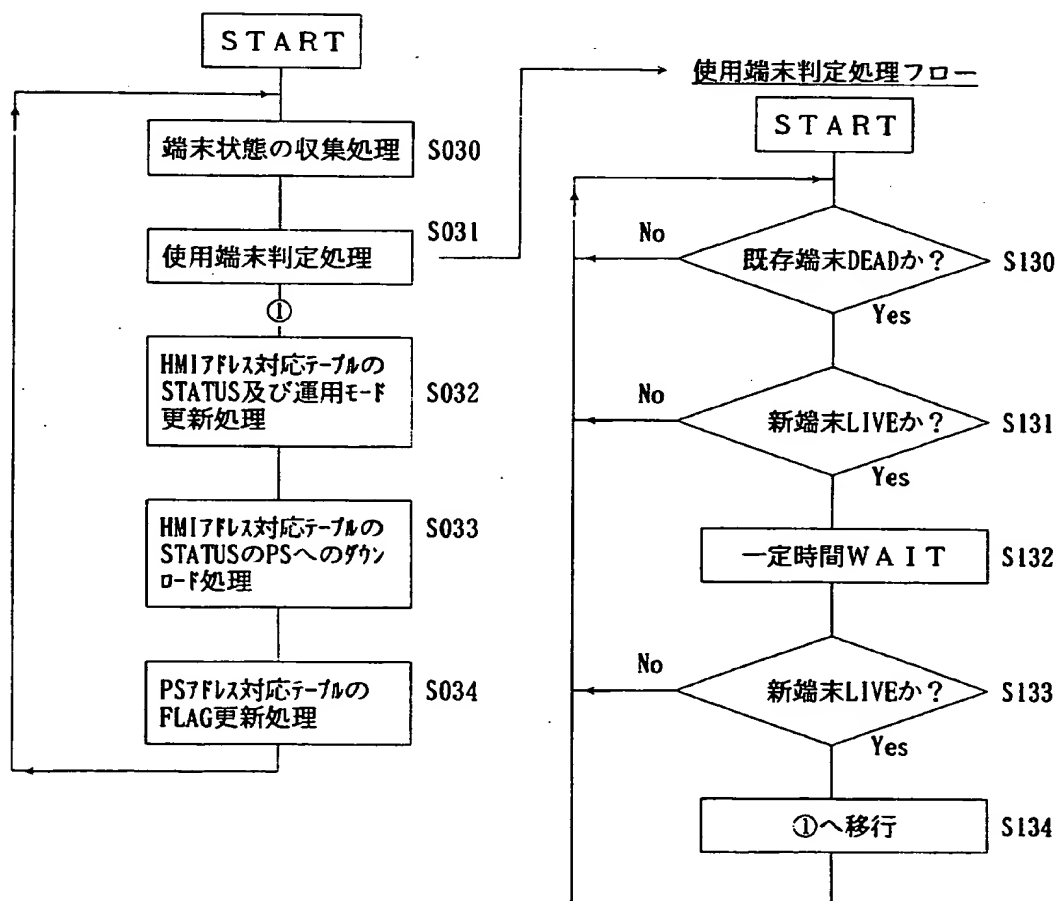 START
端末状態の収集処理 S030
使用端末判定処理 S031
①
HMIアドレス対応テーブルの
STATUS及び運用モード
更新処理
S032
HMIアドレス対応テーブルの
STATUSのPSへのダウン
ロード処理
S033
PSアドレス対応テーブルの
FLAG更新処理
S034
使用端末判定処理フロー
START
No
既存端末DEADか？ S130
Yes
No
新端末LIVEか？ S131
Yes
一定時間WAIT S132
No
新端末LIVEか？ S133
Yes
①へ移行 S134